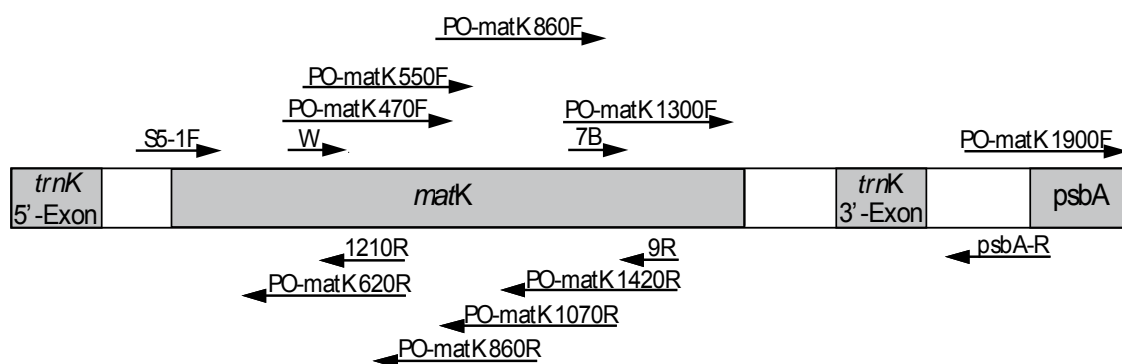 PO-matK860F
PO-matK550F
PO-matK470F
PO-matK1300F
S5-1F
W
7B
PO-matK1900F
trnK
5'-Exon
matK
trnK
3'-Exon
psbA
1210R
9R
psbA-R
PO-matK620R
PO-matK1420R
PO-matK1070R
PO-matK860R